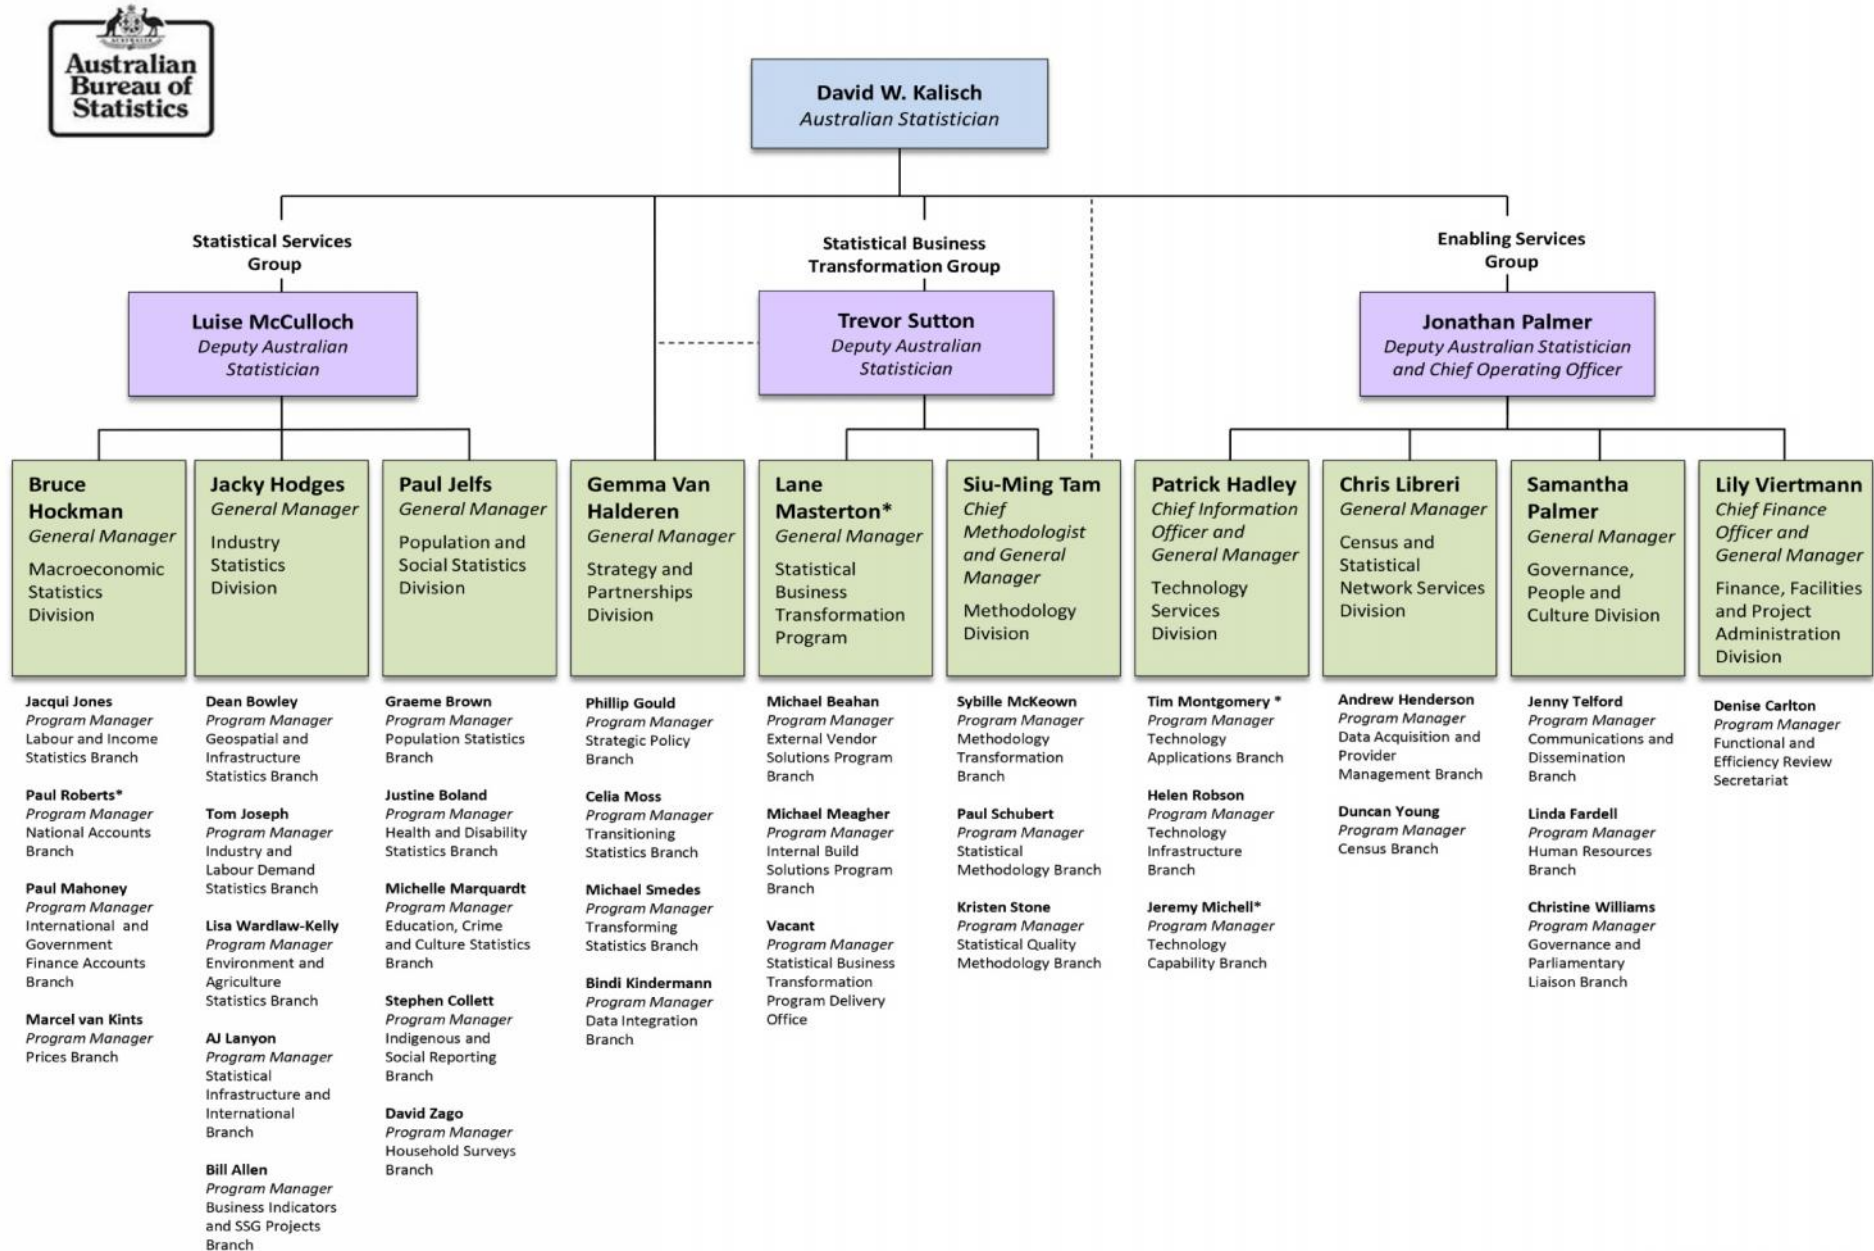 AUSTRALIA
Australian
Bureau of
Statistics
David W. Kalisch
Australian Statistician
Statistical Services
Group
Statistical Business
Transformation Group
Enabling Services
Group
Luise McCulloch
Deputy Australian
Statistician
Trevor Sutton
Deputy Australian
Statistician
Jonathan Palmer
Deputy Australian Statistician
and Chief Operating Officer
Bruce
Hockman
General Manager
Macroeconomic
Statistics
Division
Jacky Hodges
General Manager
Industry
Statistics
Division
Paul Jelfs
General Manager
Population and
Social Statistics
Division
Gemma Van
Halderen
General Manager
Strategy and
Partnerships
Division
Lane
Masterton*
General Manager
Statistical
Business
Transformation
Program
Siu-Ming Tam
Chief
Methodologist
and General
Manager
Methodology
Division
Patrick Hadley
Chief Information
Officer and
General Manager
Technology
Services
Division
Chris Libreri
General Manager
Census and
Statistical
Network Services
Division
Samantha
Palmer
General Manager
Governance,
People and
Culture Division
Lily Viertmann
Chief Finance
Officer and
General Manager
Finance, Facilities
and Project
Administration
Division
Jacqui Jones
Program Manager
Labour and Income
Statistics Branch
Paul Roberts*
Program Manager
National Accounts
Branch
Paul Mahoney
Program Manager
International and
Government
Finance Accounts
Branch
Marcel van Kints
Program Manager
Prices Branch
Dean Bowley
Program Manager
Geospatial and
Infrastructure
Statistics Branch
Tom Joseph
Program Manager
Industry and
Labour Demand
Statistics Branch
Lisa Wardlaw-Kelly
Program Manager
Environment and
Agriculture
Statistics Branch
AJ Lanyon
Program Manager
Statistical
Infrastructure and
International
Branch
Bill Allen
Program Manager
Business Indicators
and SSG Projects
Branch
Graeme Brown
Program Manager
Population Statistics
Branch
Justine Boland
Program Manager
Health and Disability
Statistics Branch
Michelle Marquardt
Program Manager
Education, Crime
and Culture Statistics
Branch
Stephen Collett
Program Manager
Indigenous and
Social Reporting
Branch
David Zago
Program Manager
Household Surveys
Branch
Phillip Gould
Program Manager
Strategic Policy
Branch
Celia Moss
Program Manager
Transitioning
Statistics Branch
Michael Smedes
Program Manager
Transforming
Statistics Branch
Bindi Kindermann
Program Manager
Data Integration
Branch
Michael Beahan
Program Manager
External Vendor
Solutions Program
Branch
Michael Meagher
Program Manager
Internal Build
Solutions Program
Branch
Vacant
Program Manager
Statistical Business
Transformation
Program Delivery
Office
Sybille McKeown
Program Manager
Methodology
Transformation
Branch
Paul Schubert
Program Manager
Statistical
Methodology Branch
Kristen Stone
Program Manager
Statistical Quality
Methodology Branch
Tim Montgomery *
Program Manager
Technology
Applications Branch
Helen Robson
Program Manager
Technology
Infrastructure
Branch
Jeremy Michell*
Program Manager
Technology
Capability Branch
Andrew Henderson
Program Manager
Data Acquisition and
Provider
Management Branch
Duncan Young
Program Manager
Census Branch
Jenny Telford
Program Manager
Communications and
Dissemination
Branch
Linda Fardell
Program Manager
Human Resources
Branch
Christine Williams
Program Manager
Governance and
Parliamentary
Liaison Branch
Denise Carlton
Program Manager
Functional and
Efficiency Review
Secretariat